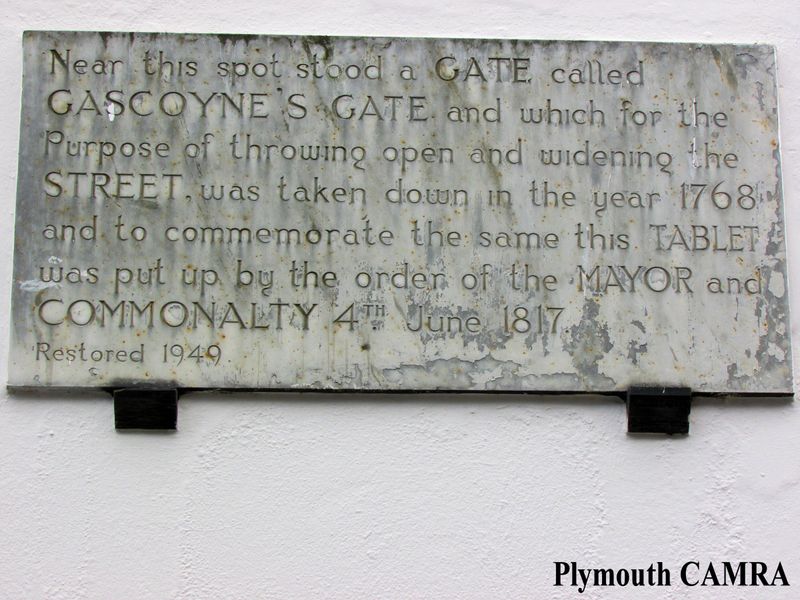 Near this spot stood a GATE called
GASCOYNE'S GATE and which for the
Purpose of throwing open and widening the
STREET, was taken down in the year 1768
and to commemorate the same this TABLET
was put up by the order of the MAYOR and
COMMONALTY 4TH June 1817
Restored 1949
Plymouth CAMRA